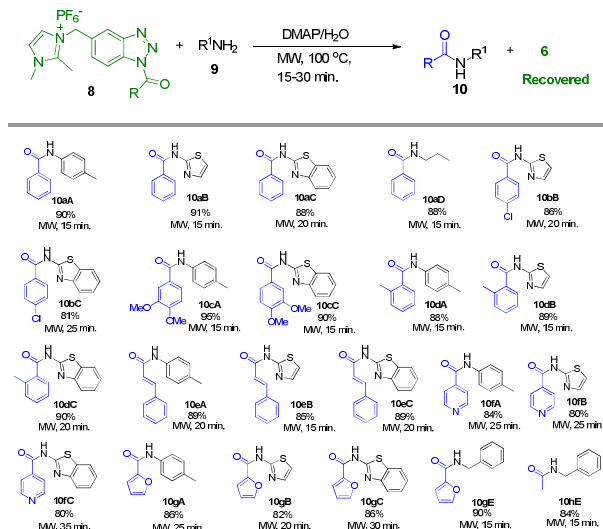 PF6-
DMAP/H2O
R1NH2
MW, 100 oC,
15-30 min.
8
+
9
10
+
6
Recovered
10aA
90%
MW, 15 min.
10aB
91%
MW, 15 min.
10aC
88%
MW, 20 min.
10aD
88%
MW, 15 min.
10bB
86%
MW, 20 min.
10bC
81%
MW, 25 min.
10cA
95%
MW, 15 min.
10cC
90%
MW, 15 min.
10dA
88%
MW, 15 min.
10dB
89%
MW, 15 min.
10dC
90%
MW, 20 min.
10eA
89%
MW, 20 min.
10eB
85%
MW, 15 min.
10eC
89%
MW, 20 min.
10fA
84%
MW, 25 min.
10fB
80%
MW, 25 min
10fC
80%
MW, 35 min.
10gA
86%
MW, 25 min.
10gB
82%
MW, 20 min.
10gC
86%
MW, 30 min.
10gE
90%
MW, 15 min.
10hE
84%
MW, 15 min.